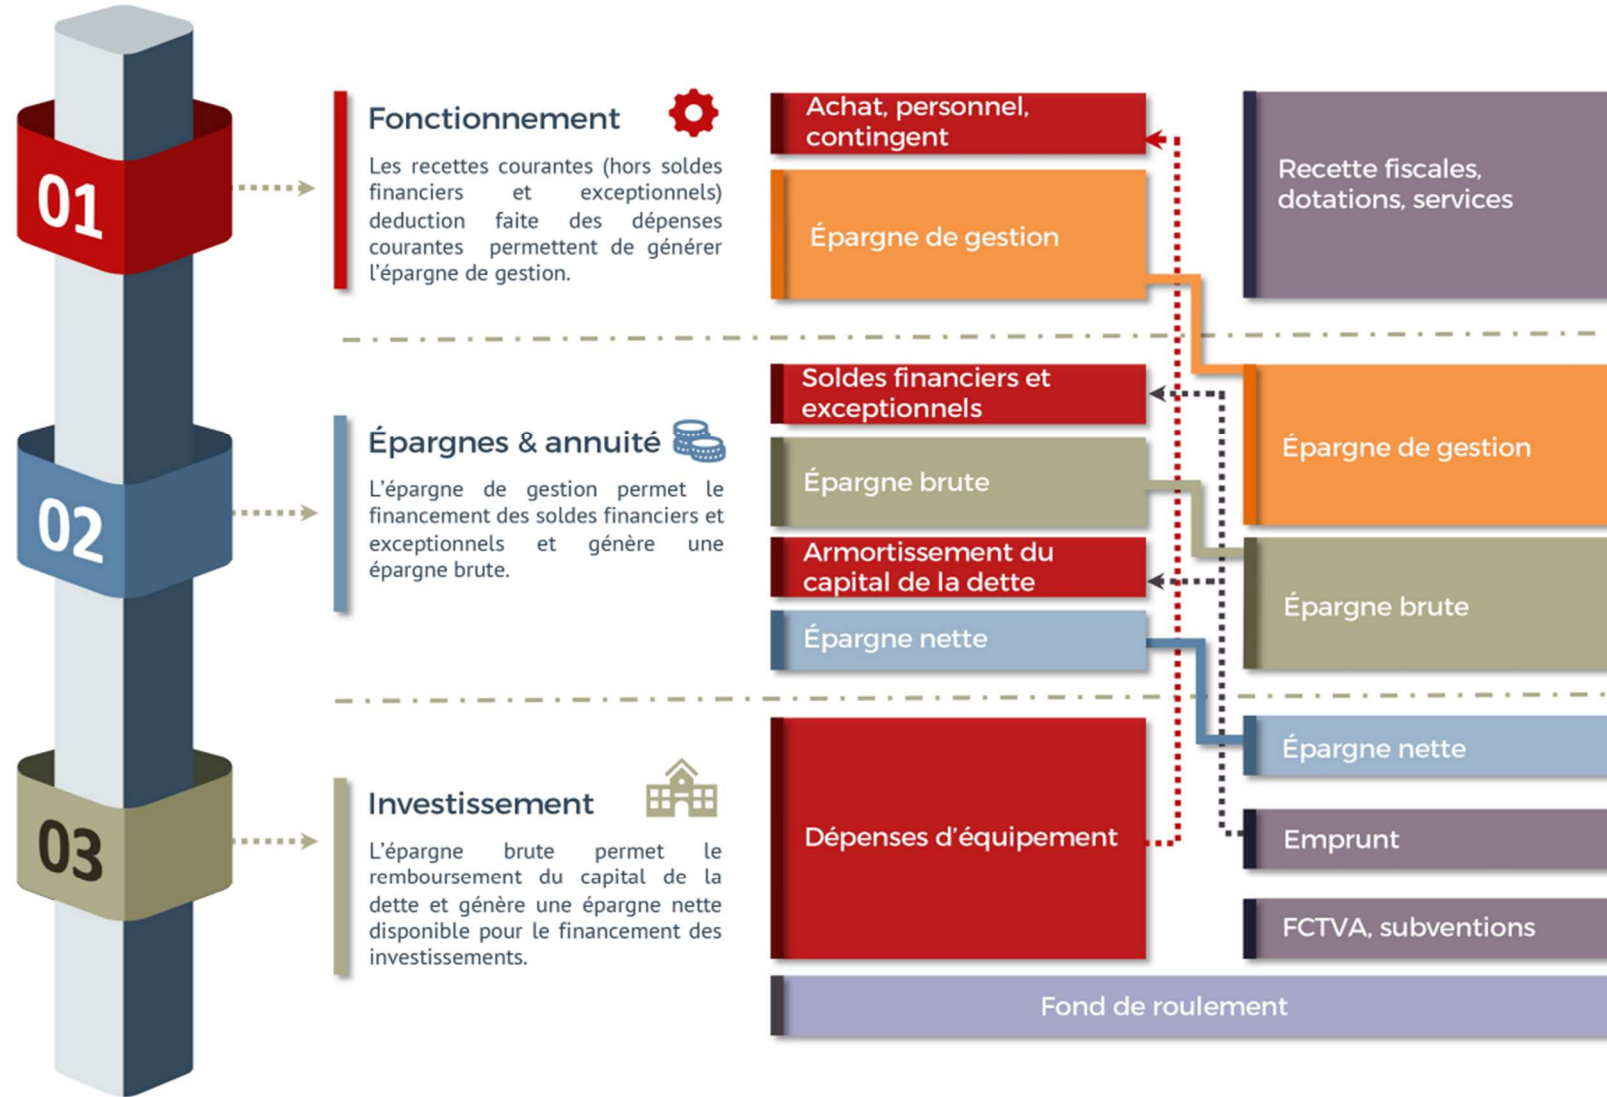 01
Fonctionnement
Les recettes courantes (hors soldes
financiers et exceptionnels)
deduction faite des dépenses
courantes permettent de générer
l'épargne de gestion.
Achat, personnel,
contingent
Épargne de gestion
Recette fiscales,
dotations, services
02
Épargnes & annuité
L'épargne de gestion permet le
financement des soldes financiers et
exceptionnels et génère une
épargne brute.
Soldes financiers et
exceptionnels
Épargne brute
Armortissement du
capital de la dette
Épargne nette
Épargne de gestion
Épargne brute
03
Investissement
L'épargne brute permet le
remboursement du capital de la
dette et génère une épargne nette
disponible pour le financement des
investissements.
Dépenses d'équipement
Épargne nette
Emprunt
FCTVA, subventions
Fond de roulement